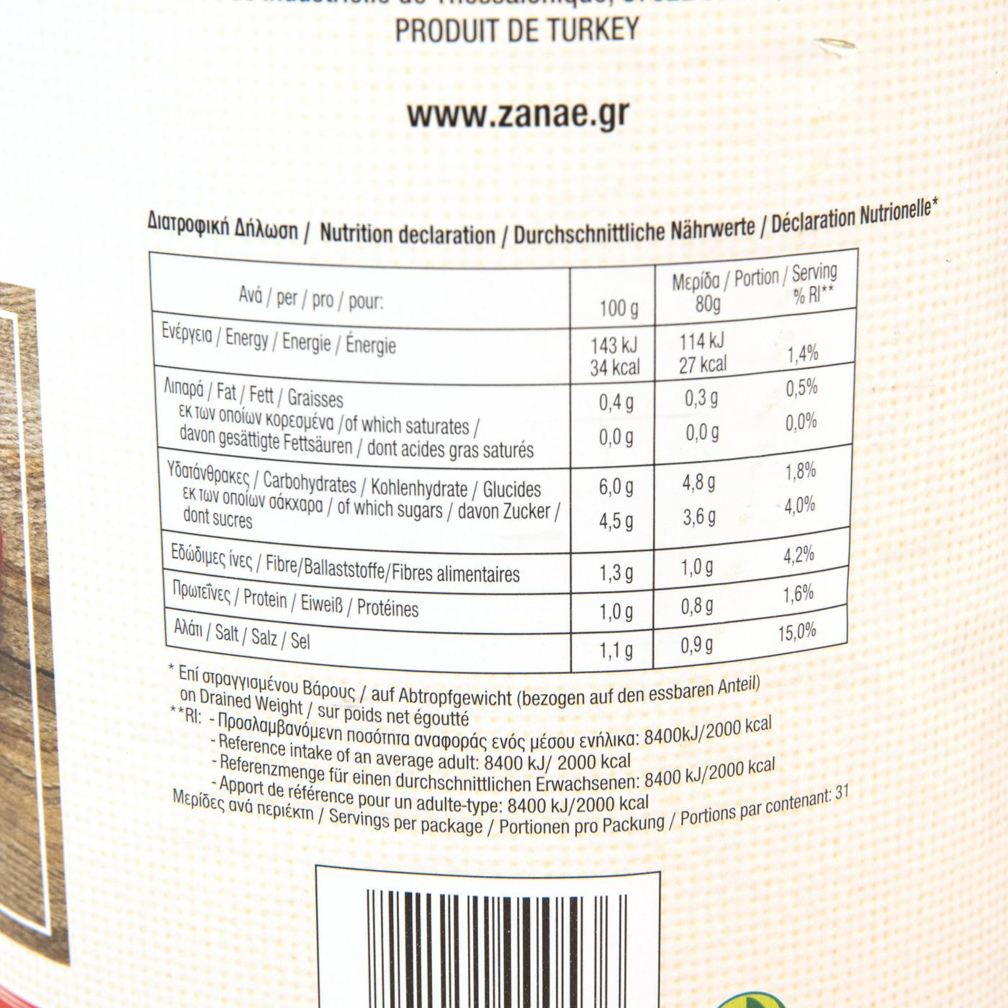 PRODUIT DE TURKEY
www.zanae.gr
Διατροφική Δήλωση / Nutrition declaration / Durchschnittliche Nährwerte / Déclaration Nutrionelle*
Ανά / per / pro / pour: 100 g Μερίδα / Portion / Serving
80g % RI**
Ενέργεια / Energy / Energie / Énergie 143 kJ 114 kJ
34 kcal 27 kcal 1,4%
Λιπαρά / Fat / Fett / Graisses 0,4 g 0,3 g 0,5%
εκ των οποίων κορεσμένα /of which saturates /
davon gesättigte Fettsäuren / dont acides gras saturés 0,0 g 0,0 g 0,0%
Υδατάνθρακες / Carbohydrates / Kohlenhydrate / Glucides 6,0 g 4,8 g 1,8%
εκ των οποίων σάκχαρα / of which sugars / davon Zucker /
dont sucres 4,5 g 3,6 g 4,0%
Εδώδιμες ίνες / Fibre/Ballaststoffe/Fibres alimentaires 1,3 g 1,0 g 4,2%
Πρωτεΐνες / Protein / Eiweiß / Protéines 1,0 g 0,8 g 1,6%
Αλάτι / Salt / Salz / Sel 1,1 g 0,9 g 15,0%
* Επί στραγγισμένου Βάρους / auf Abtropfgewicht (bezogen auf den essbaren Anteil)
on Drained Weight / sur poids net égoutté
**RI: - Προσλαμβανόμενη ποσότητα αναφοράς ενός μέσου ενήλικα: 8400kJ/2000 kcal
- Reference intake of an average adult: 8400 kJ/ 2000 kcal
- Referenzmenge für einen durchschnittlichen Erwachsenen: 8400 kJ/2000 kcal
- Apport de référence pour un adulte-type: 8400 kJ/2000 kcal
Μερίδες ανά περιέκτη / Servings per package / Portionen pro Packung / Portions par contenant: 31